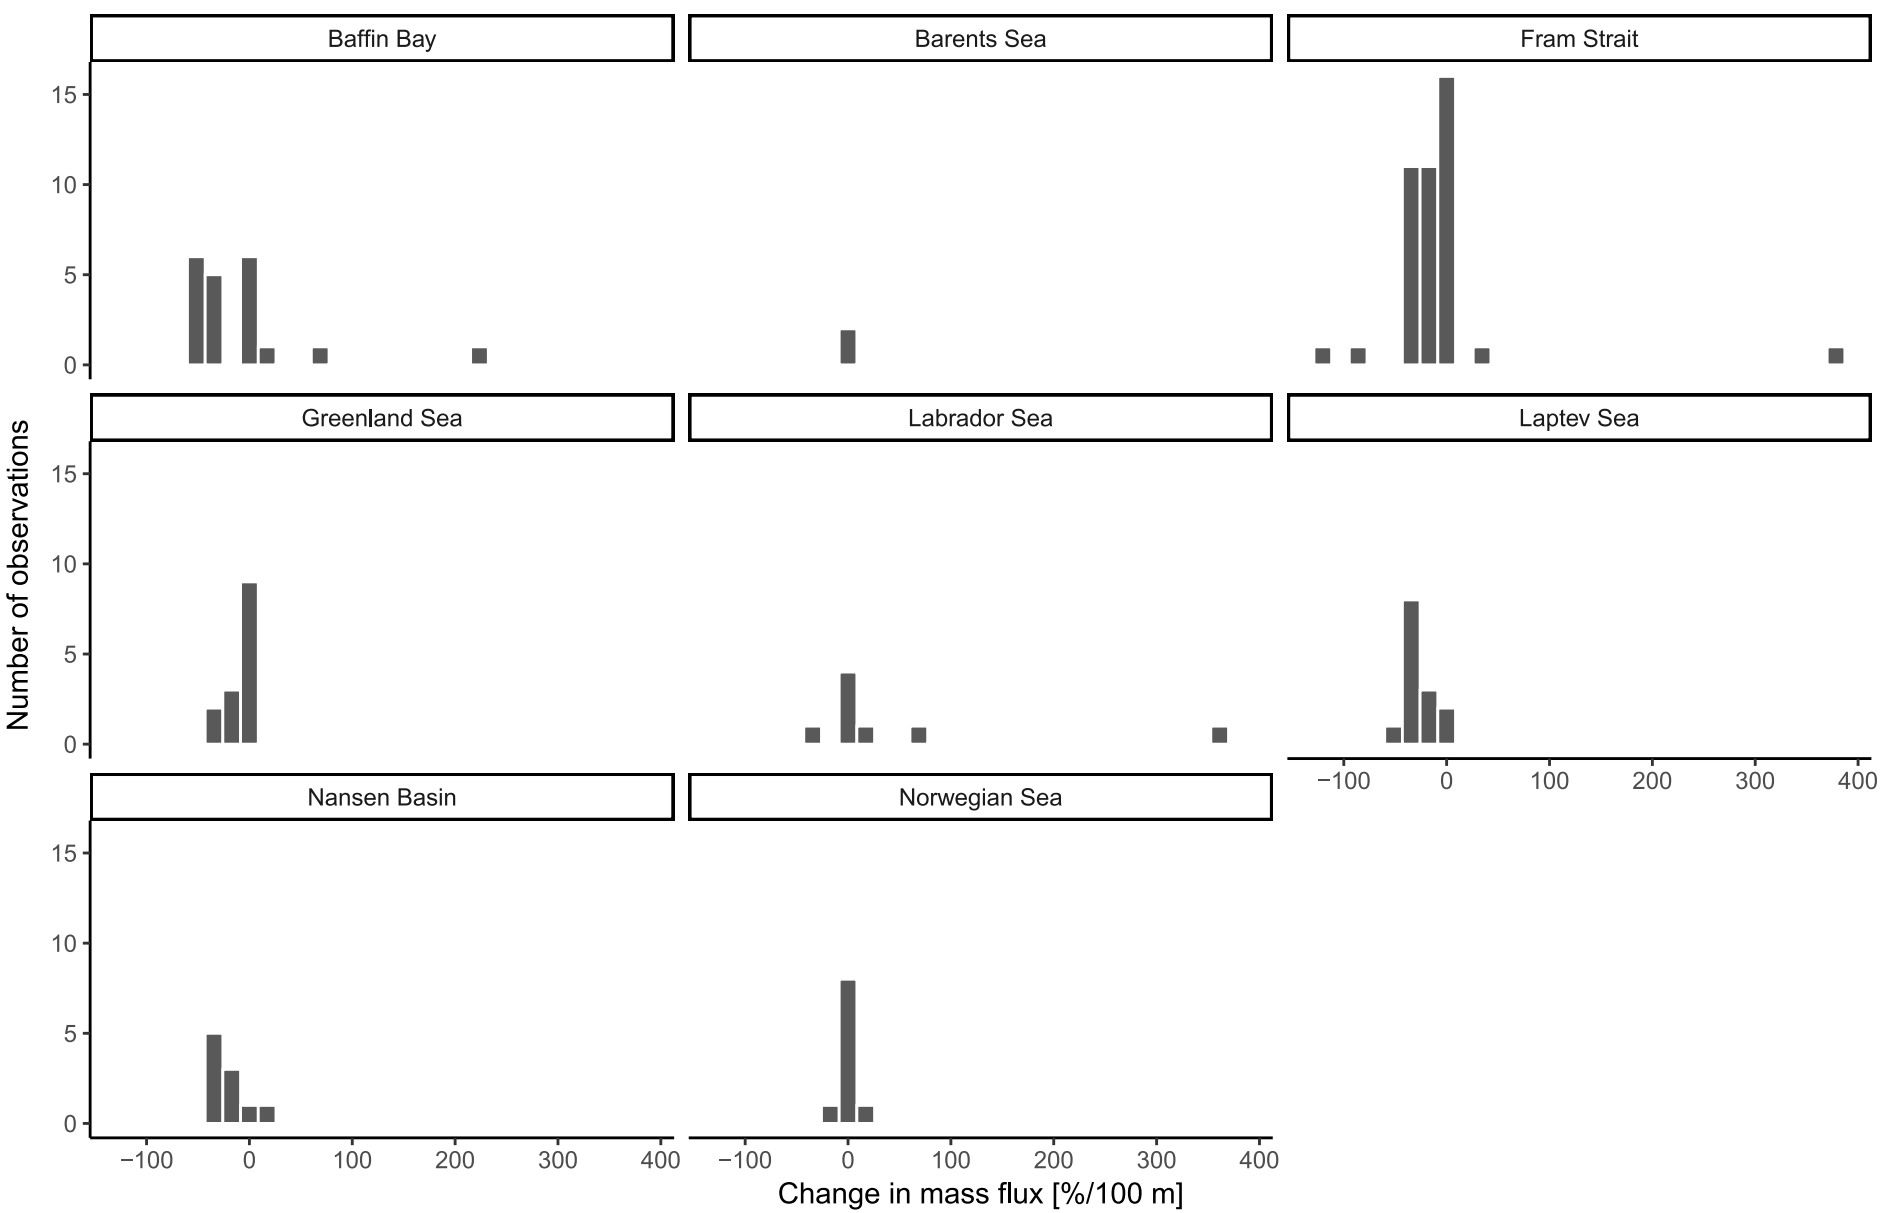 Baffin Bay
Barents Sea
Fram Strait
15
10
5
0
Greenland Sea
Labrador Sea
Laptev Sea
15
10
5
0
−100 0 100 200 300 400
Nansen Basin
Norwegian Sea
15
10
5
0
−100 0 100 200 300 400
−100 0 100 200 300 400
Number of observations
Change in mass flux [%/100 m]